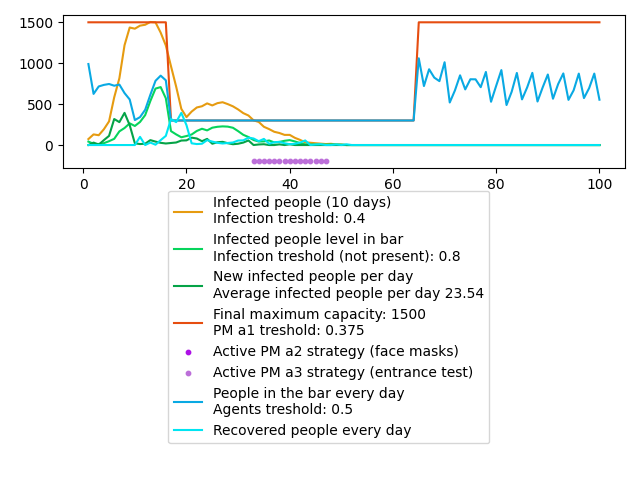 1500
1000
500
0
0
20
40
60
80
100
Infected people (10 days)
Infection treshold: 0.4
Infected people level in bar
Infection treshold (not present): 0.8
New infected people per day
Average infected people per day 23.54
Final maximum capacity: 1500
PM a1 treshold: 0.375
Active PM a2 strategy (face masks)
Active PM a3 strategy (entrance test)
People in the bar every day
Agents treshold: 0.5
Recovered people every day